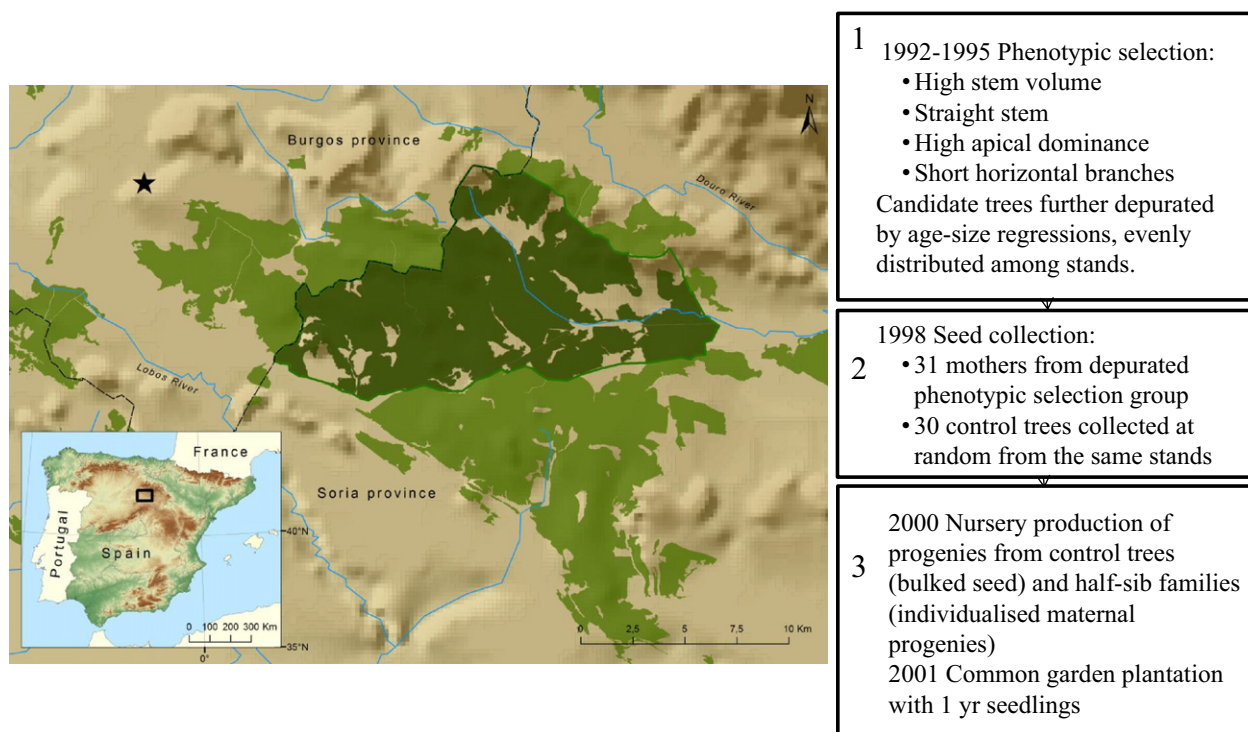 N
Burgos province
Douro River
Lobos River
Soria province
France
Portugal
Spain
40°N
35°N
0°
0 100 200 300 Km
0 2,5 5 7,5 10 Km
1
1992-1995 Phenotypic selection:
• High stem volume
• Straight stem
• High apical dominance
• Short horizontal branches
Candidate trees further depurated
by age-size regressions, evenly
distributed among stands.
2
1998 Seed collection:
• 31 mothers from depurated
phenotypic selection group
• 30 control trees collected at
random from the same stands
3
2000 Nursery production of
progenies from control trees
(bulked seed) and half-sib families
(individualised maternal
progenies)
2001 Common garden plantation
with 1 yr seedlings